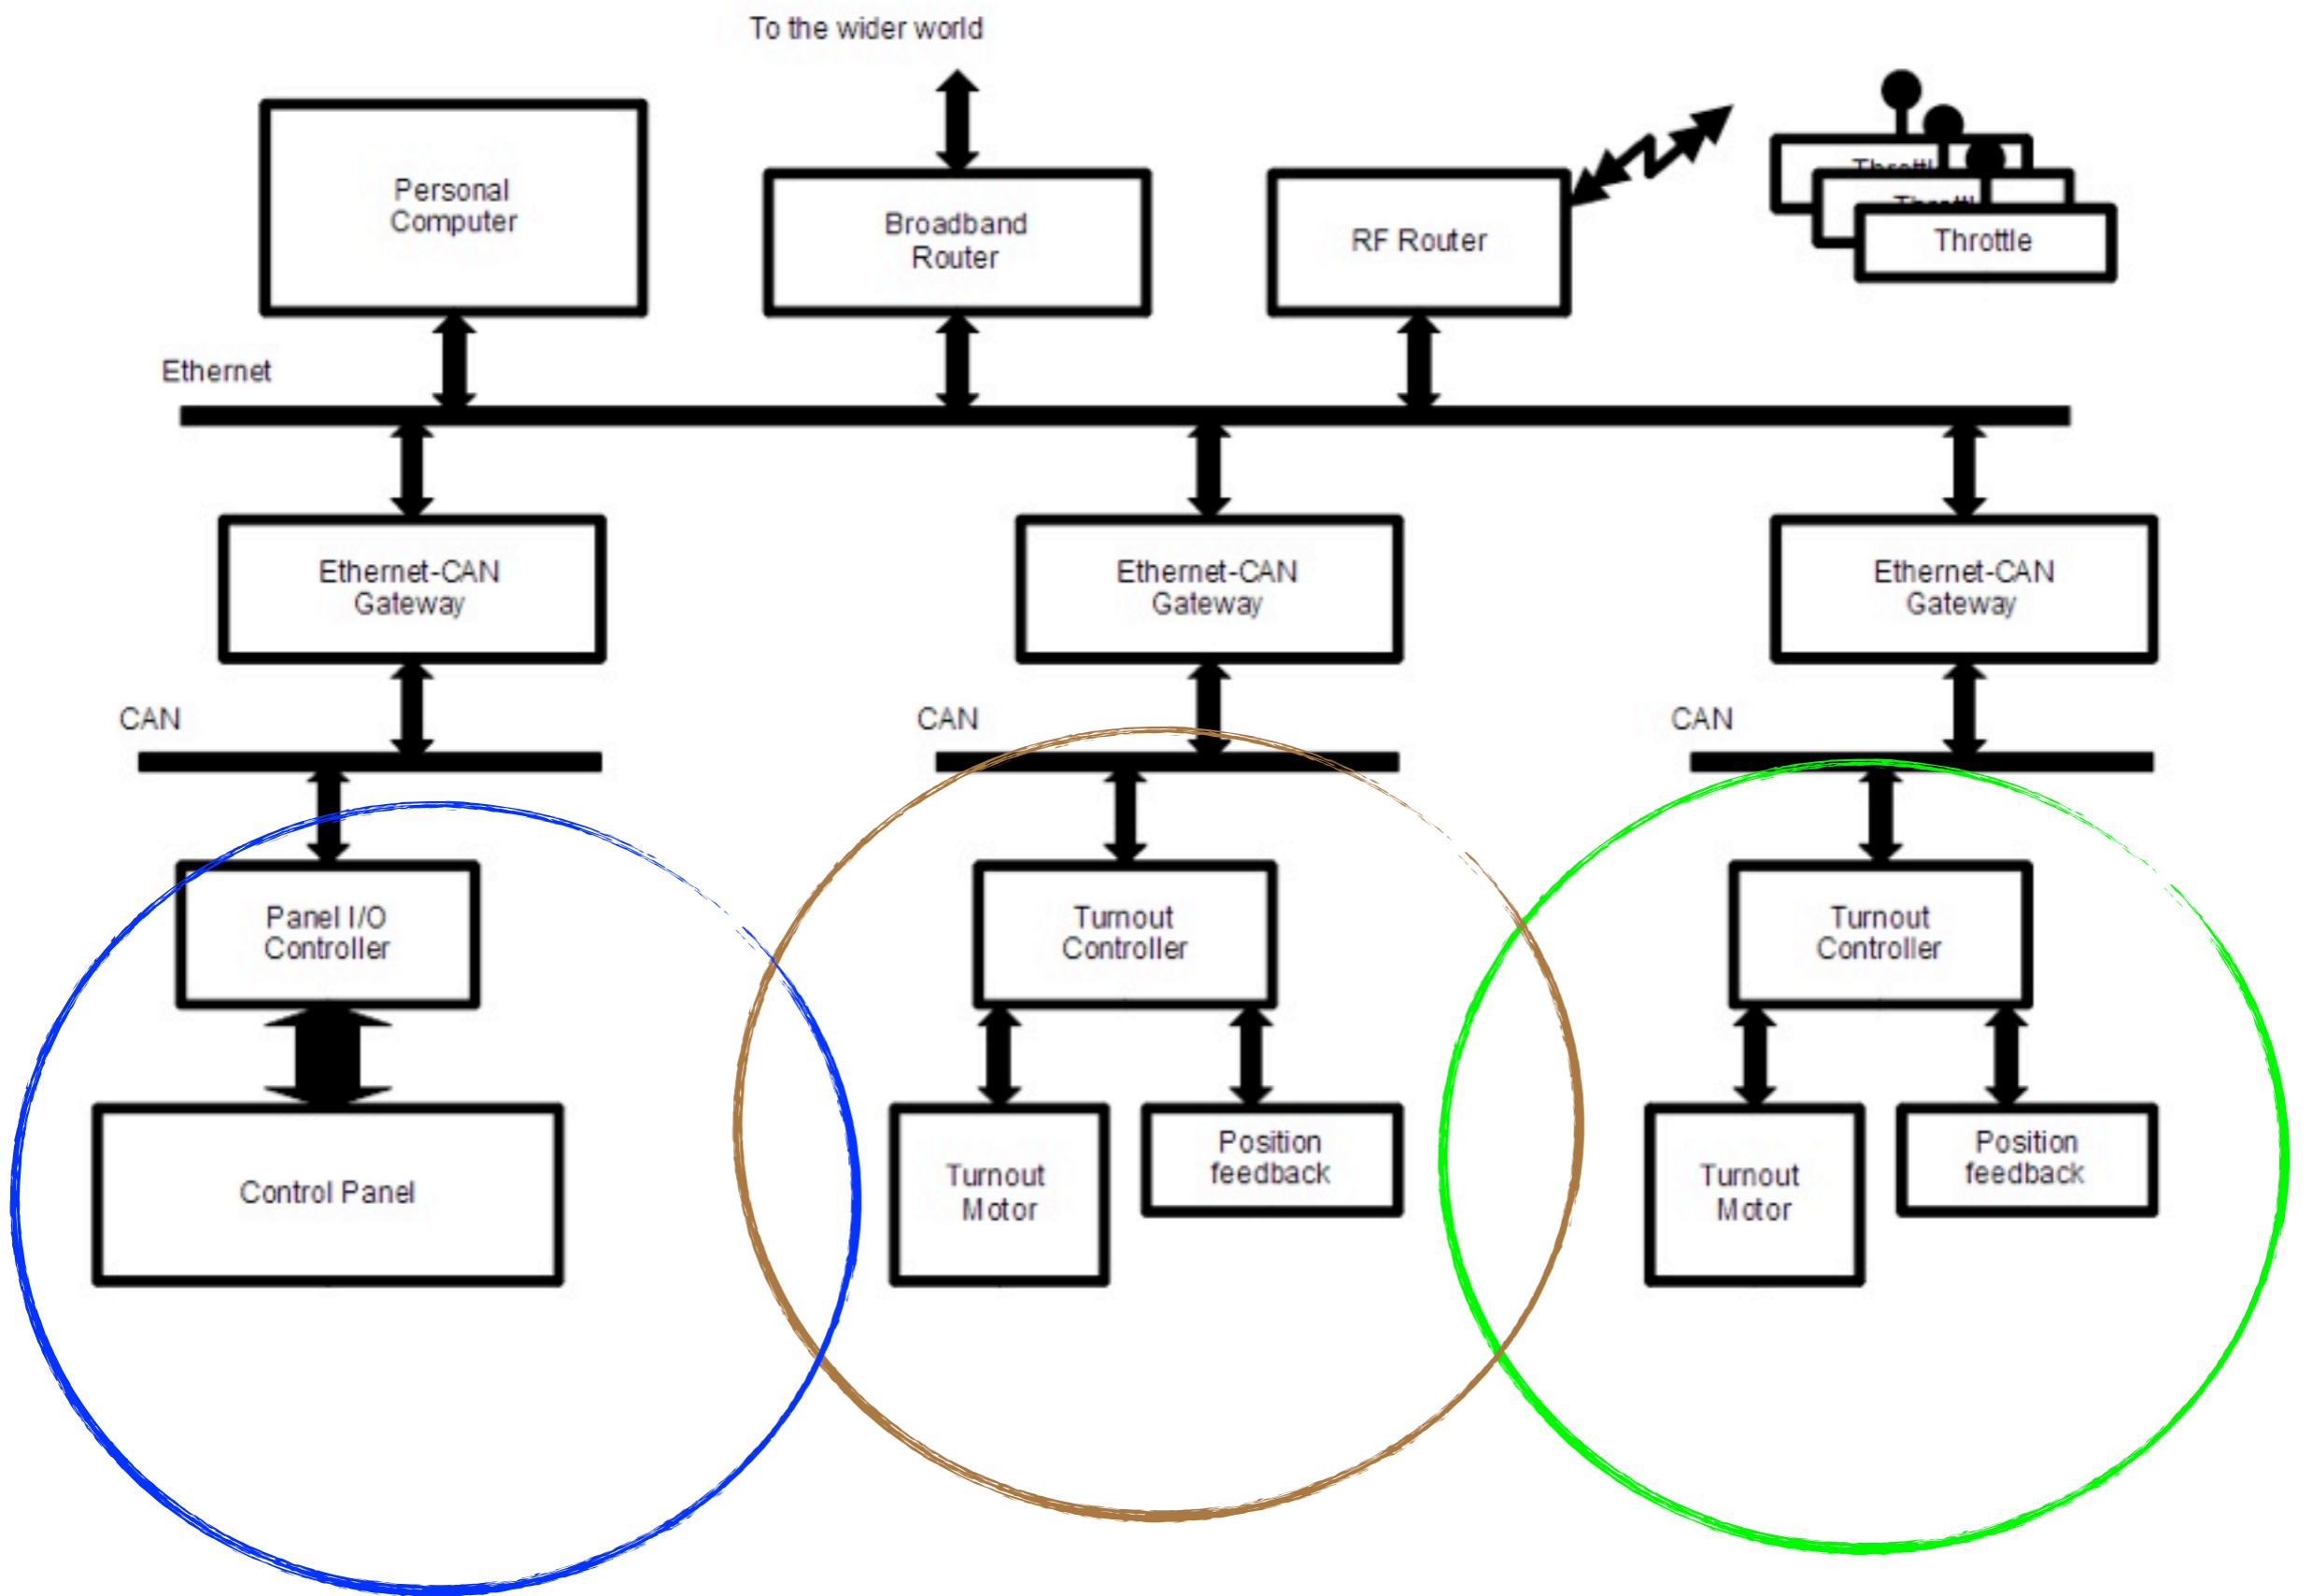 To the wider world
Personal
Computer
Broadband
Router
RF Router
Throttle
Ethernet
Ethernet-CAN
Gateway
Ethernet-CAN
Gateway
Ethernet-CAN
Gateway
CAN
CAN
CAN
Panel I/O
Controller
Turnout
Controller
Turnout
Controller
Control Panel
Turnout
Motor
Position
feedback
Turnout
Motor
Position
feedback